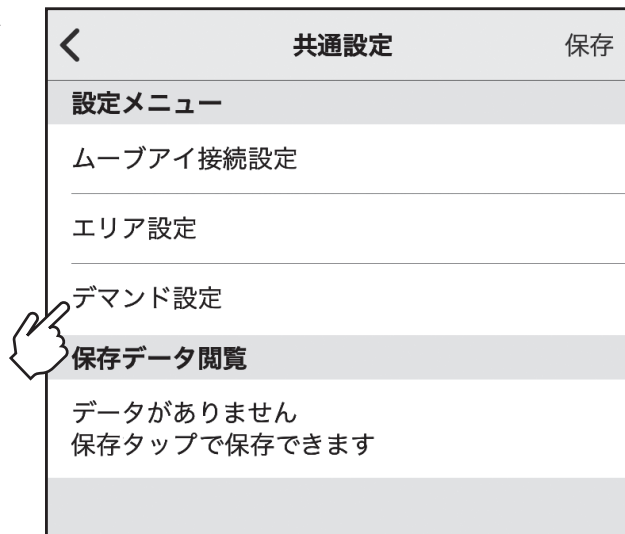 共通設定
保存
設定メニュー
ムーブアイ接続設定
エリア設定
デマンド設定
保存データ閲覧
データがありません
保存タップで保存できます